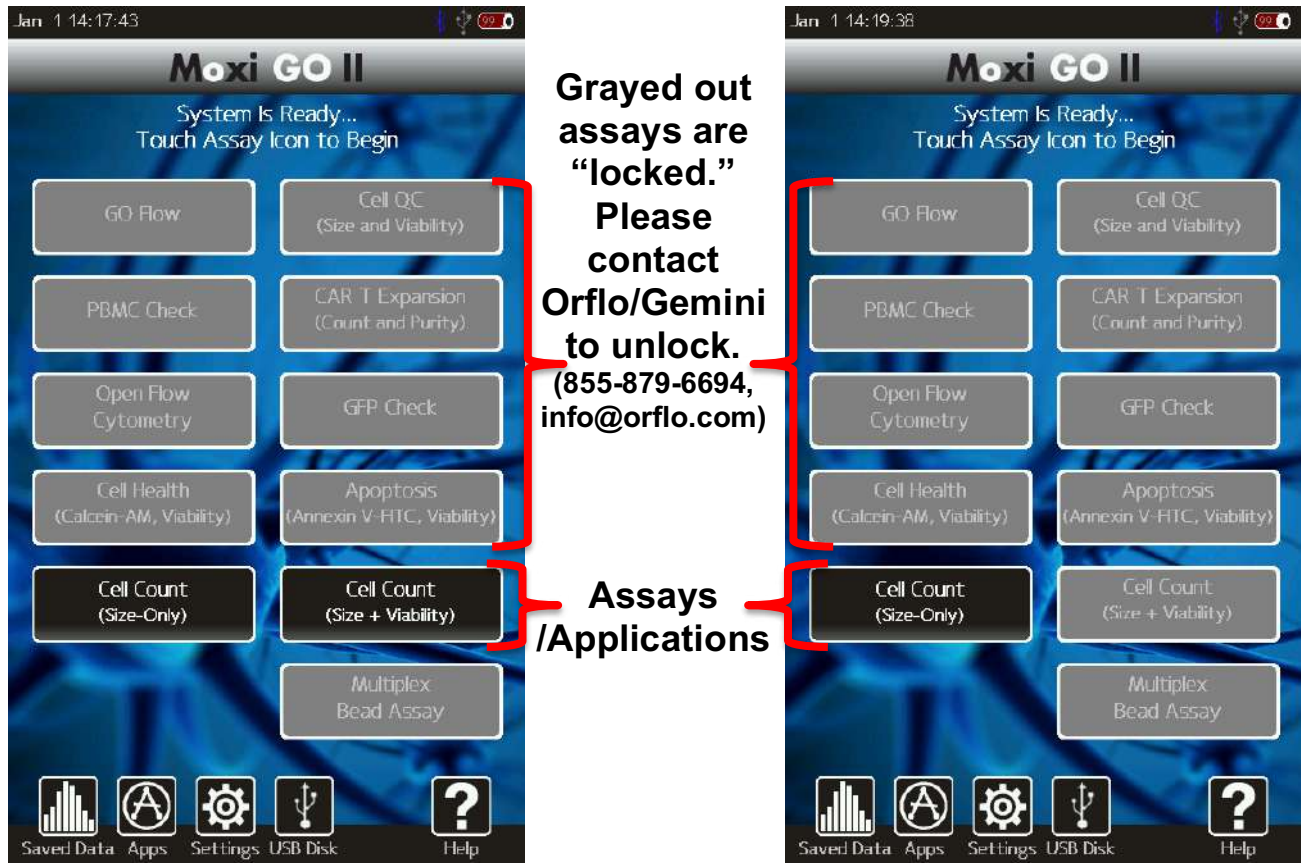 Jan 1 14:17:43
99
Moxi GO II
System Is Ready...
Touch Assay Icon to Begin
GO Flow
Cell QC
(Size and Viability)
PBMC Check
CAR T Expansion
(Count and Purity)
Open Flow
Cytometry
GFP Check
Cell Health
(Calcein-AM, Viability)
Apoptosis
(Annexin V-FITC, Viability)
Cell Count
(Size-Only)
Cell Count
(Size + Viability)
Multiplex
Bead Assay
Saved Data
Apps
Settings
USB Disk
?
Help
Grayed out
assays are
“locked.”
Please
contact
Orflo/Gemini
to unlock.
(855-879-6694,
info@orflo.com)
Assays
/Applications
Jan 1 14:19:38
99
Moxi GO II
System Is Ready...
Touch Assay Icon to Begin
GO Flow
Cell QC
(Size and Viability)
PBMC Check
CAR T Expansion
(Count and Purity)
Open Flow
Cytometry
GFP Check
Cell Health
(Calcein-AM, Viability)
Apoptosis
(Annexin V-FITC, Viability)
Cell Count
(Size-Only)
Cell Count
(Size + Viability)
Multiplex
Bead Assay
Saved Data
Apps
Settings
USB Disk
?
Help